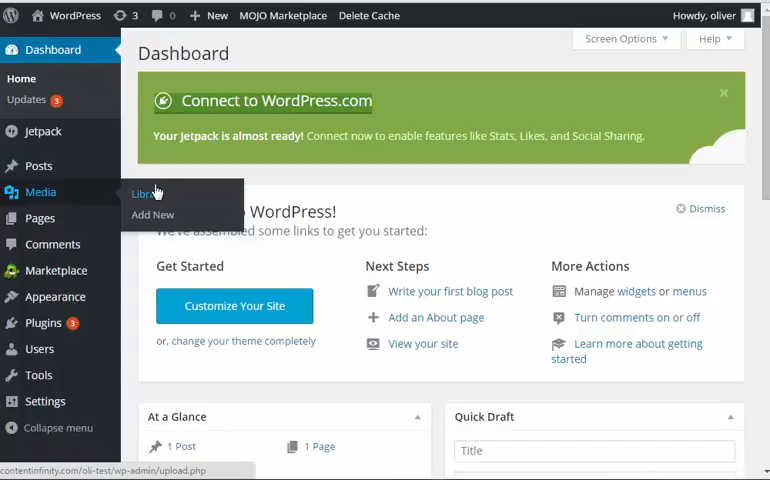 WordPress 3 0 New MOJO Marketplace Delete Cache Howdy, oliver
Dashboard
Home
Updates 3
Jetpack
Posts
Media
Pages
Comments
Marketplace
Appearance
Plugins 3
Users
Tools
Settings
Collapse menu
Add New
Screen Options Help
Dashboard
Connect to WordPress.com
Your Jetpack is almost ready! Connect now to enable features like Stats, Likes, and Social Sharing.
WordPress!
Dismiss
We've assembled some links to get you started:
Get Started
Customize Your Site
or, change your theme completely
Next Steps
Write your first blog post
Add an About page
View your site
More Actions
Manage widgets or menus
Turn comments on or off
Learn more about getting
started
At a Glance
1 Post 1 Page
Quick Draft
Title
contentinfinity.com/oli-test/wp-admin/upload.php